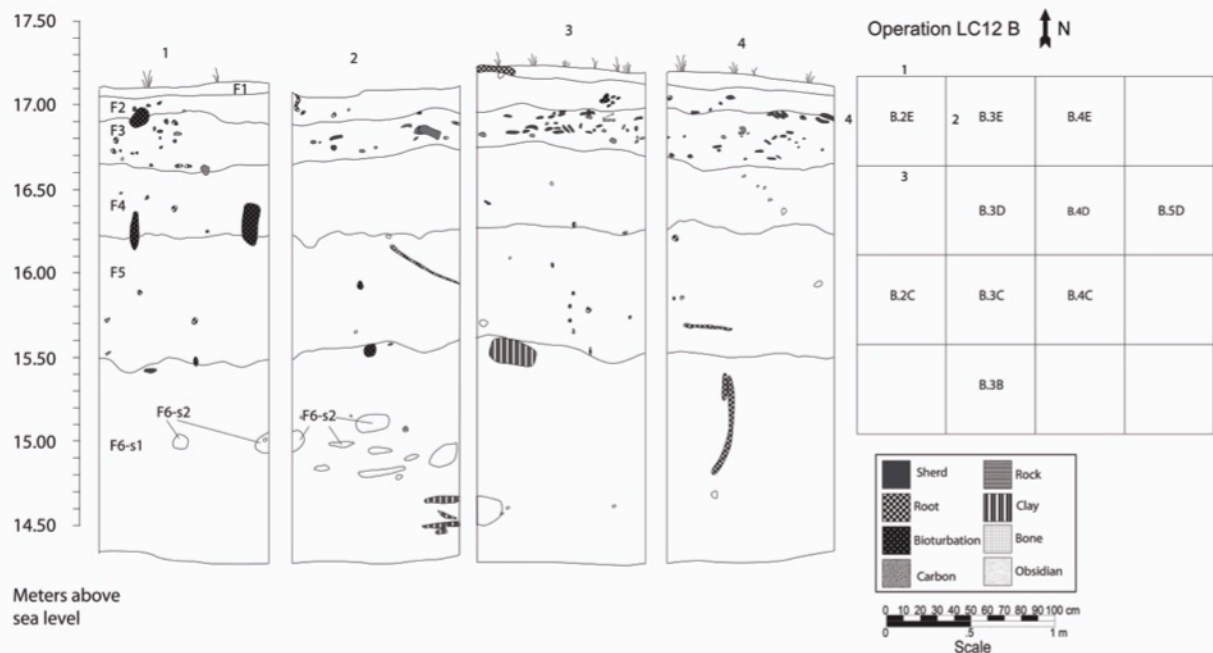 17.50
17.00
16.50
16.00
15.50
15.00
14.50
Meters above
sea level
1
2
3
4
F1
F2
F3
F4
F5
F6-s2
F6-s1
F6-s2
Bone
Operation LC12 B N
1
4 B.2E 2 B.3E B.4E
3
B.3D B.4D B.5D
B.2C B.3C B.4C
B.3B
Sherd Rock
Root Clay
Bioturbation Bone
Carbon Obsidian
0 10 20 30 40 50 60 70 80 90 100 cm
0 .5 1 m
Scale